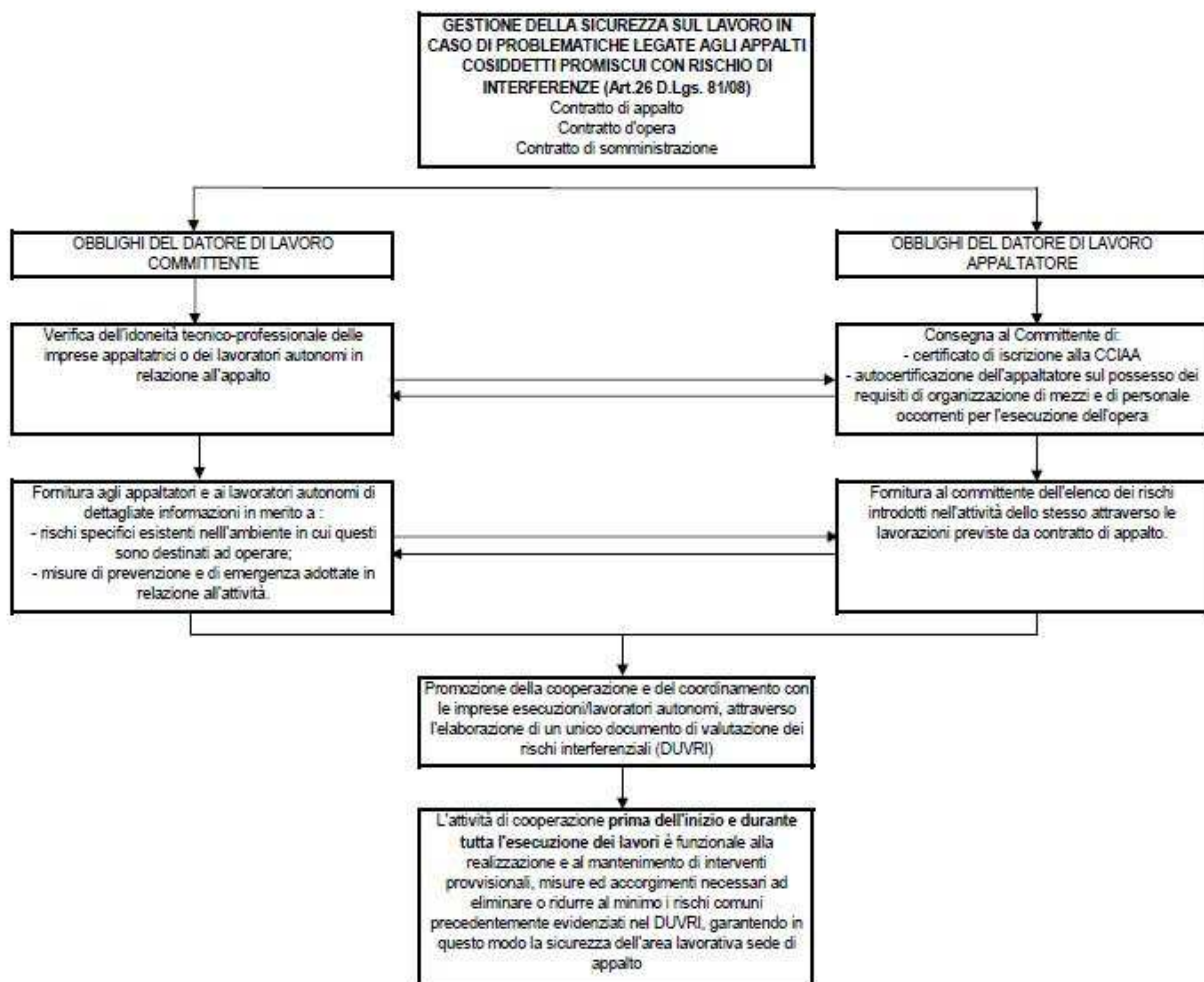 GESTIONE DELLA SICUREZZA SUL LAVORO IN
CASO DI PROBLEMATICHE LEGATE AGLI APPALTI
COSIDDETTI PROMISCUI CON RISCHIO DI
INTERFERENZE (Art.26 D.Lgs. 81/08)
Contratto di appalto
Contratto d'opera
Contratto di somministrazione
OBBLIGHI DEL DATORE DI LAVORO
COMMITTENTE
OBBLIGHI DEL DATORE DI LAVORO
APPALTATORE
Verifica dell'idoneità tecnico-professionale delle
imprese appaltatrici o dei lavoratori autonomi in
relazione all'appalto
Consegna al Committente di:
- certificato di iscrizione alla CCIAA
- autocertificazione dell'appaltatore sul possesso dei
requisiti di organizzazione di mezzi e di personale
occorrenti per l'esecuzione dell'opera
Fornitura agli appaltatori e ai lavoratori autonomi di
dettagliate informazioni in merito a :
- rischi specifici esistenti nell'ambiente in cui questi
sono destinati ad operare;
- misure di prevenzione e di emergenza adottate in
relazione all'attività.
Fornitura al committente dell'elenco dei rischi
introdotti nell'attività dello stesso attraverso le
lavorazioni previste da contratto di appalto.
Promozione della cooperazione e del coordinamento con
le imprese esecuzioni/lavoratori autonomi, attraverso
l'elaborazione di un unico documento di valutazione dei
rischi interferenziali (DUVRI)
L'attività di cooperazione prima dell'inizio e durante
tutta l'esecuzione dei lavori è funzionale alla
realizzazione e al mantenimento di interventi
provvisionali, misure ed accorgimenti necessari ad
eliminare o ridurre al minimo i rischi comuni
precedentemente evidenziati nel DUVRI, garantendo in
questo modo la sicurezza dell'area lavorativa sede di
appalto